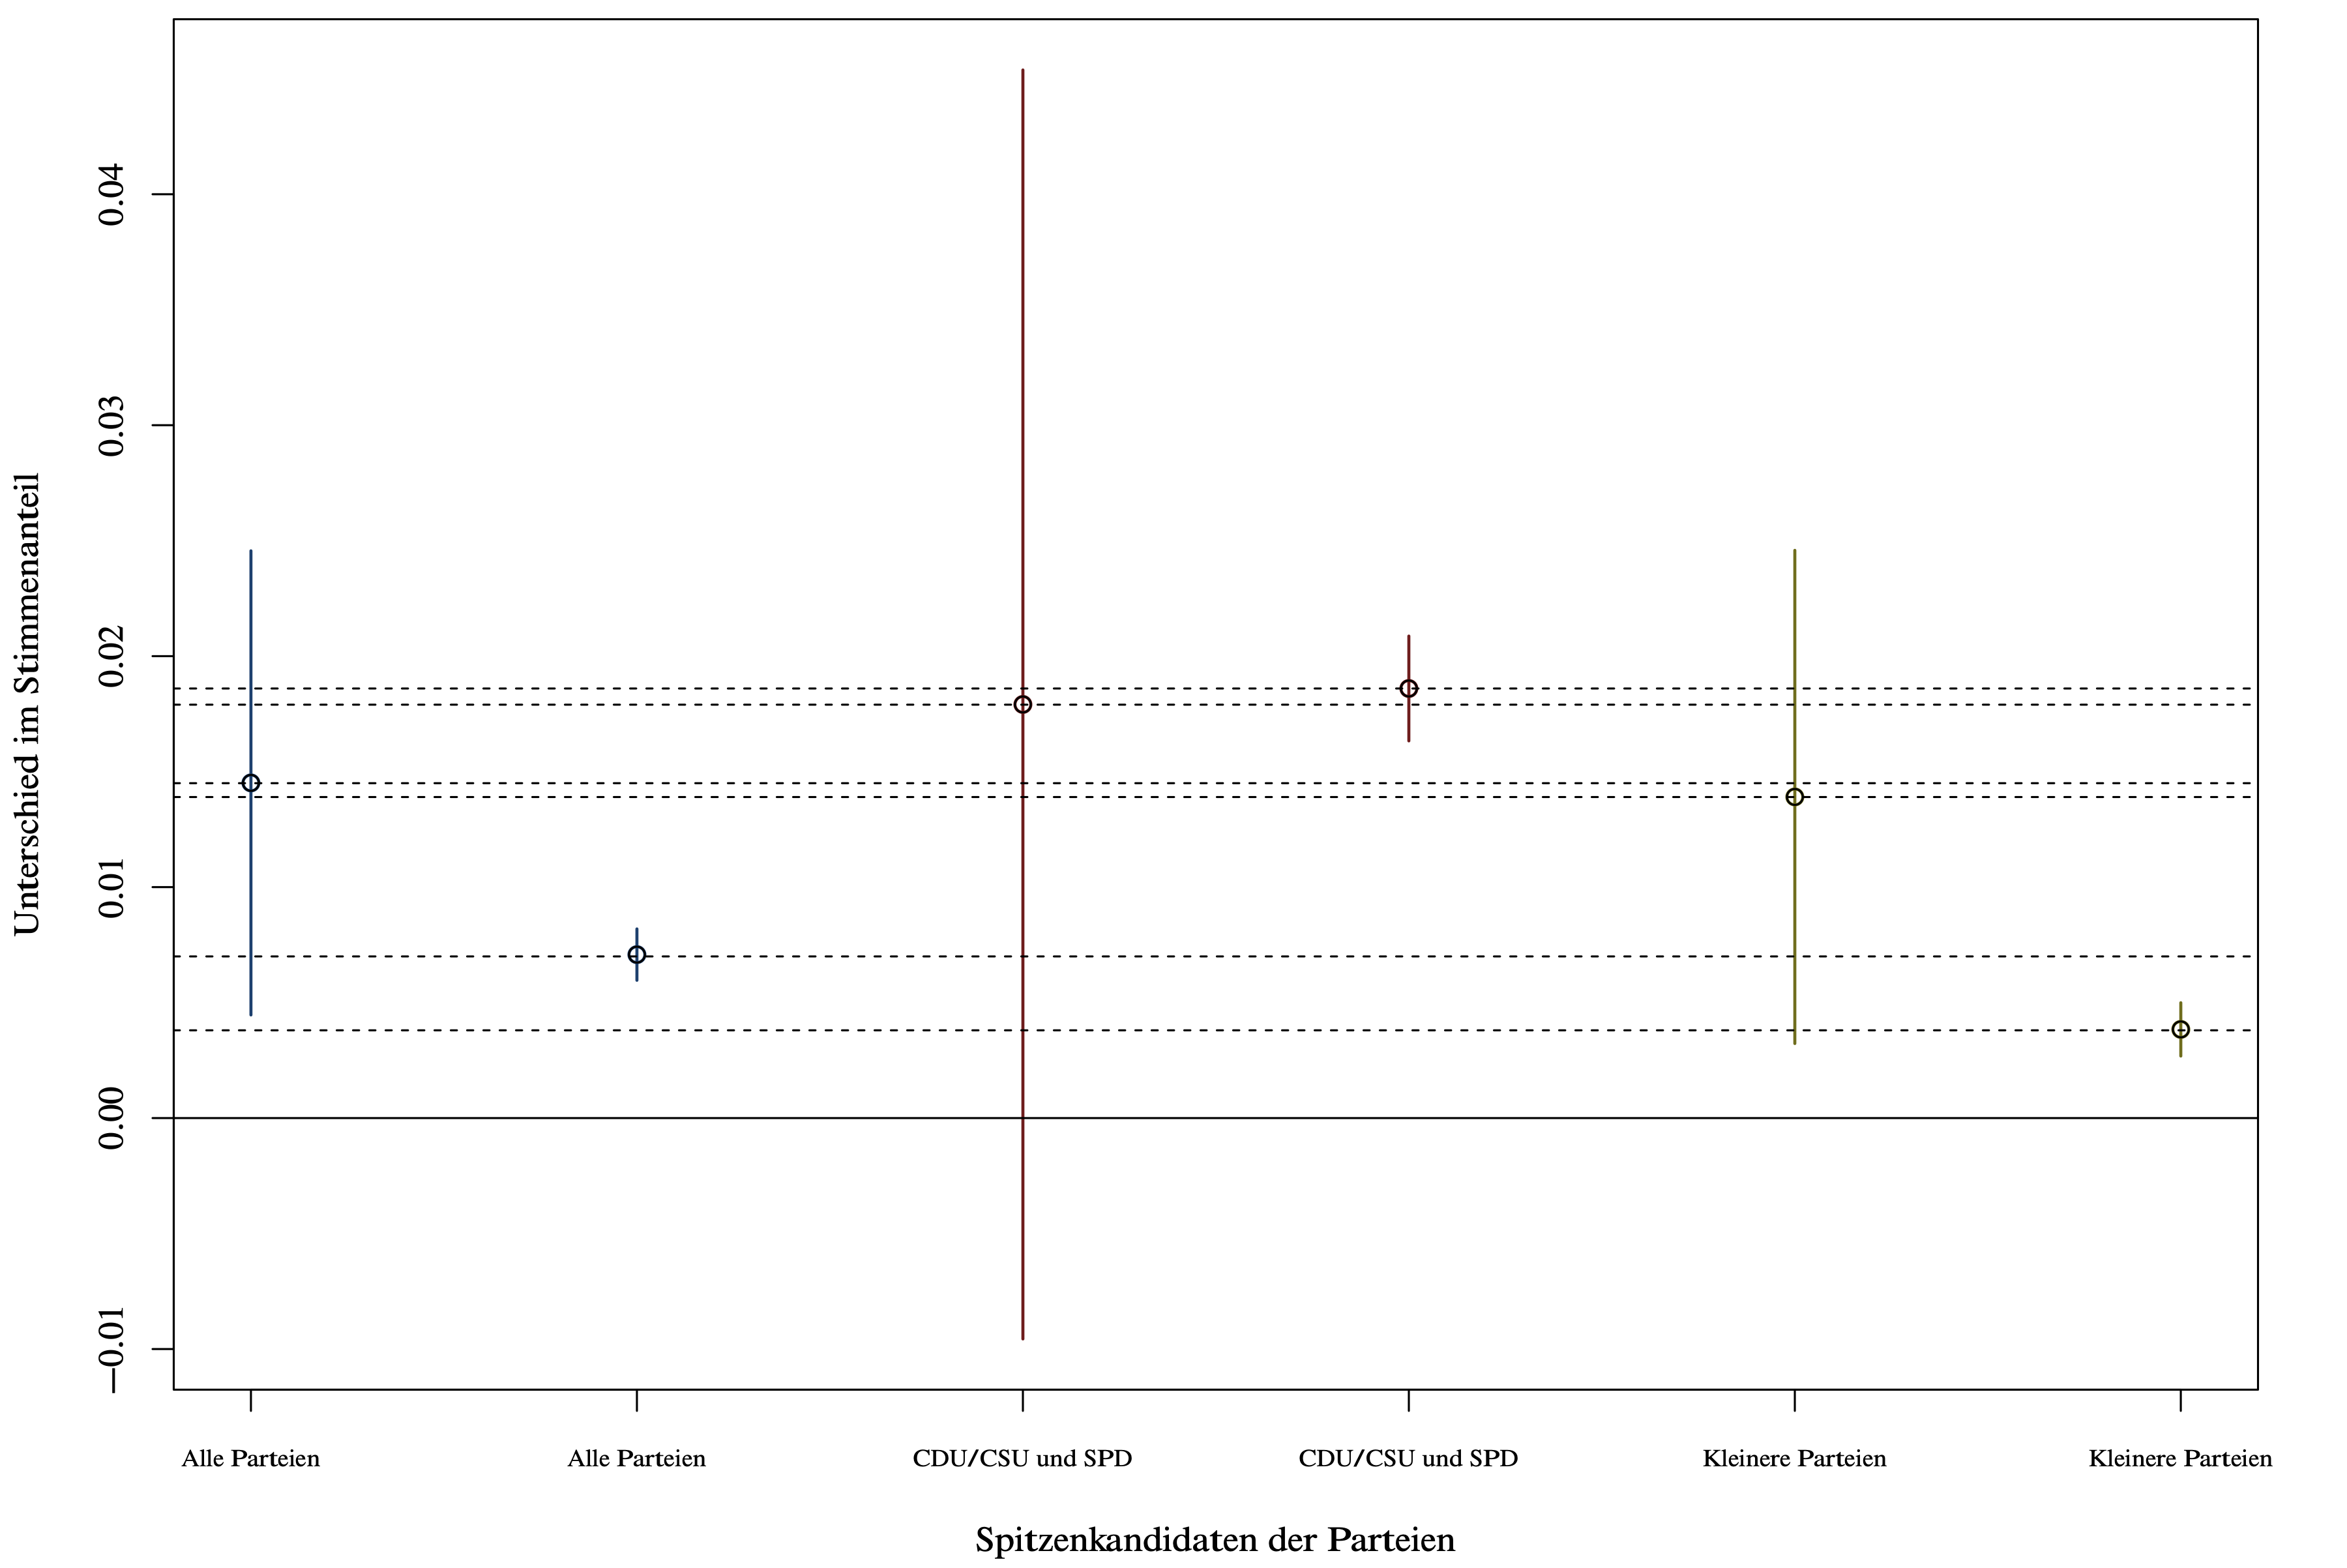 Unterschied im Stimmenanteil
0.04
0.03
0.02
0.01
0.00
−0.01
Alle Parteien
Alle Parteien
CDU/CSU und SPD
CDU/CSU und SPD
Kleinere Parteien
Kleinere Parteien
Spitzenkandidaten der Parteien